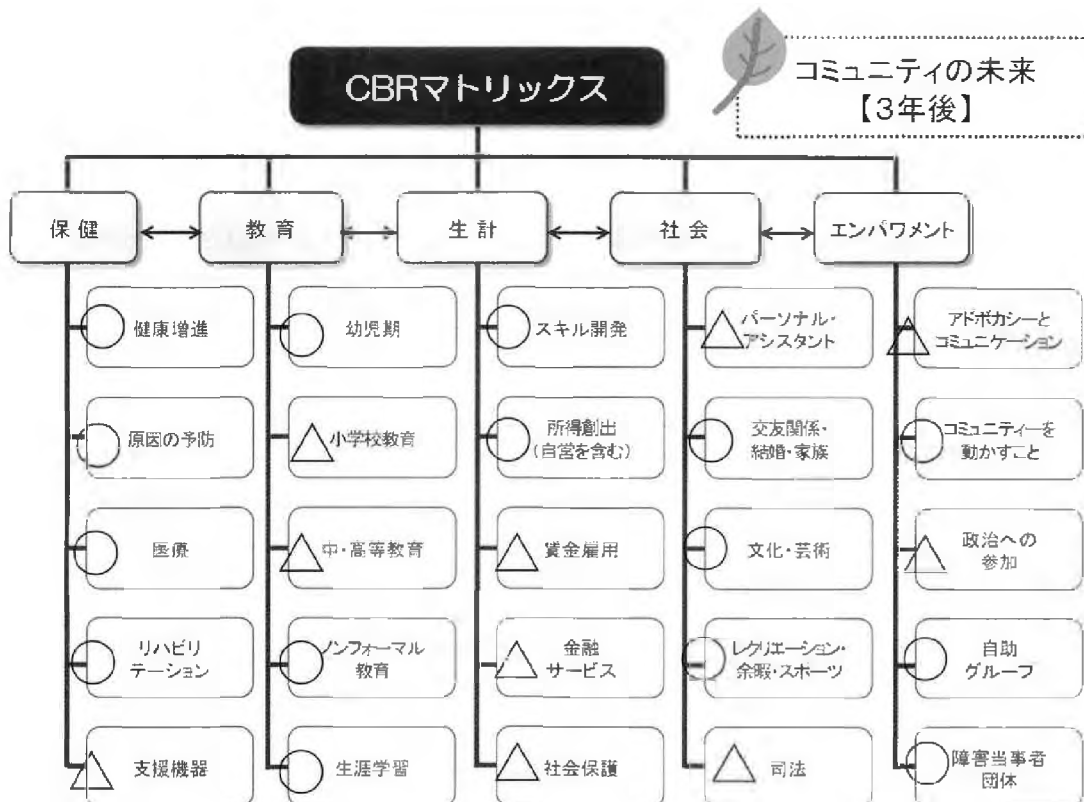 CBRマトリックス
コミュニティの未来
【3年後】
保健
教育
生計
社会
エンパワメント
健康増進
原因の予防
医療
リハビリ
テーション
支援機器
幼児期
小学校教育
中・高等教育
ノンフォーマル
教育
生涯学習
スキル開発
所得創出
(自営を含む)
賃金雇用
金融
サービス
社会保護
パーソナル・
アシスタント
交友関係・
結婚・家族
文化・芸術
レクリエーション・
余暇・スポーツ
司法
アドボカシーと
コミュニケーション
コミュニティーを
動かすこと
政治への
参加
自助
グループ
障害当事者
団体